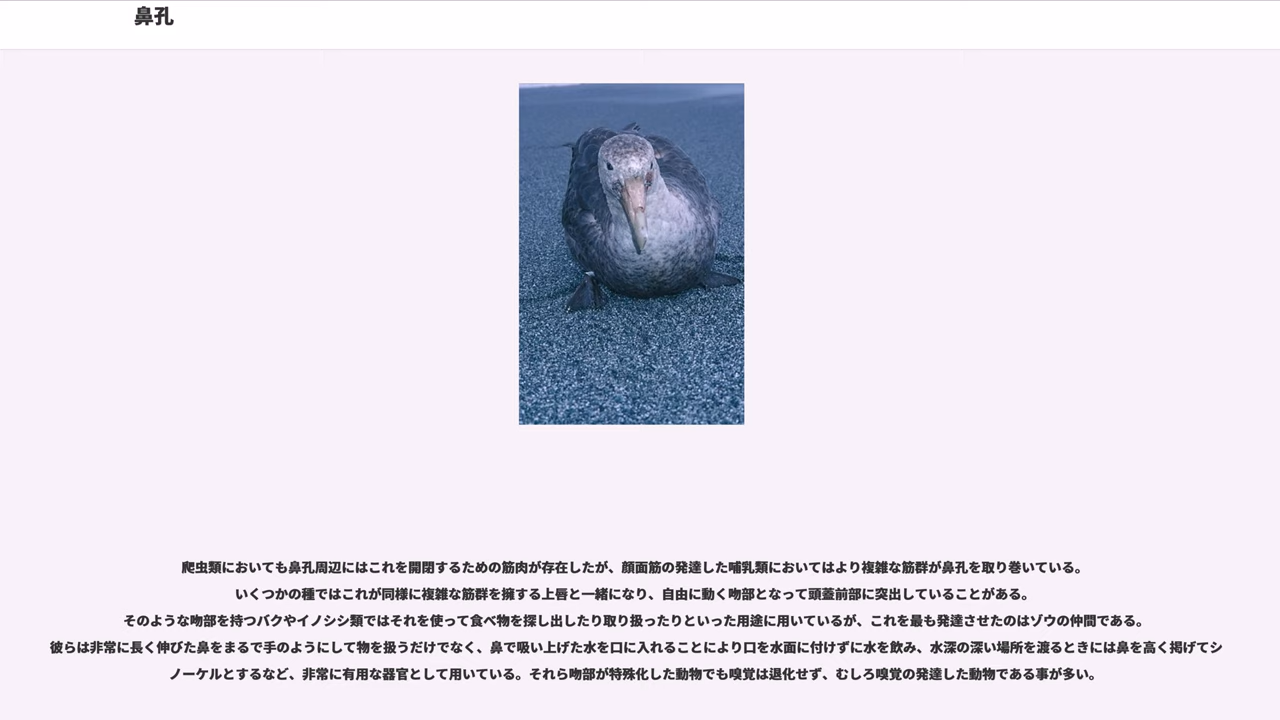 鼻孔
爬虫類においても鼻孔周辺にはこれを開閉するための筋肉が存在したが、顔面筋の発達した哺乳類においてはより複雑な筋群が鼻孔を取り巻いている。
いくつかの種ではこれが同様に複雑な筋群を擁する上唇と一緒になり、自由に動く吻部となって頭蓋前部に突出していることがある。
そのような吻部を持つバクやイノシシ類ではそれを使って食べ物を探し出したり取り扱ったりといった用途に用いているが、これを最も発達させたのはゾウの仲間である。
彼らは非常に長く伸びた鼻をまるで手のようにして物を扱うだけでなく、鼻で吸い上げた水を口に入れることにより口を水面に付けずに水を飲み、水深の深い場所を渡るときには鼻を高く掲げてシ
ノーケルとするなど、非常に有用な器官として用いている。それら吻部が特殊化した動物でも嗅覚は退化せず、むしろ嗅覚の発達した動物である事が多い。